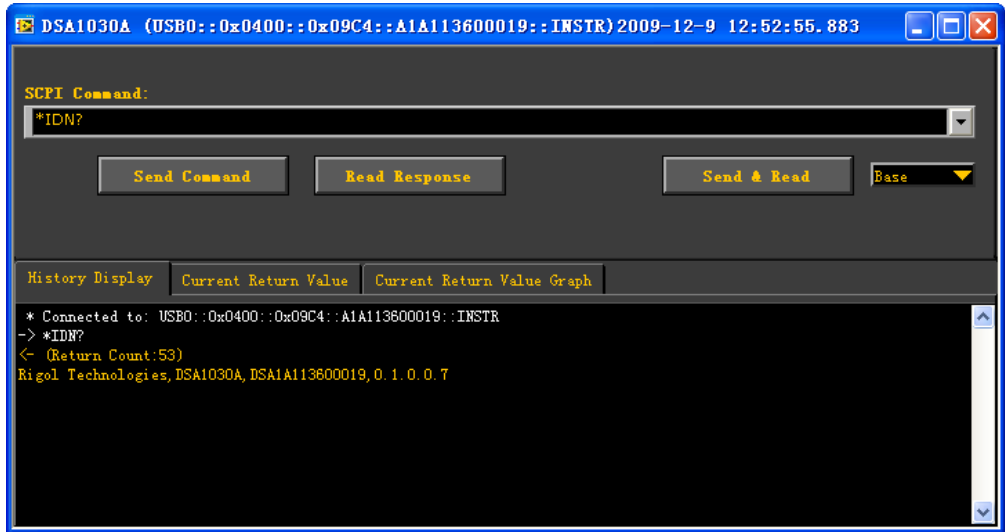 DSA1030A (USB0::0x0400::0x09C4::A1A113600019::INSTR)2009-12-9 12:52:55.883
SCPI Command:
*IDN?
Send Command Read Response Send & Read Base
History Display Current Return Value Current Return Value Graph
* Connected to: USB0::0x0400::0x09C4::A1A113600019::INSTR
-> *IDN?
<- (Return Count:53)
Rigol Technologies,DSA1030A,DSA1A113600019,0.1.0.0.7